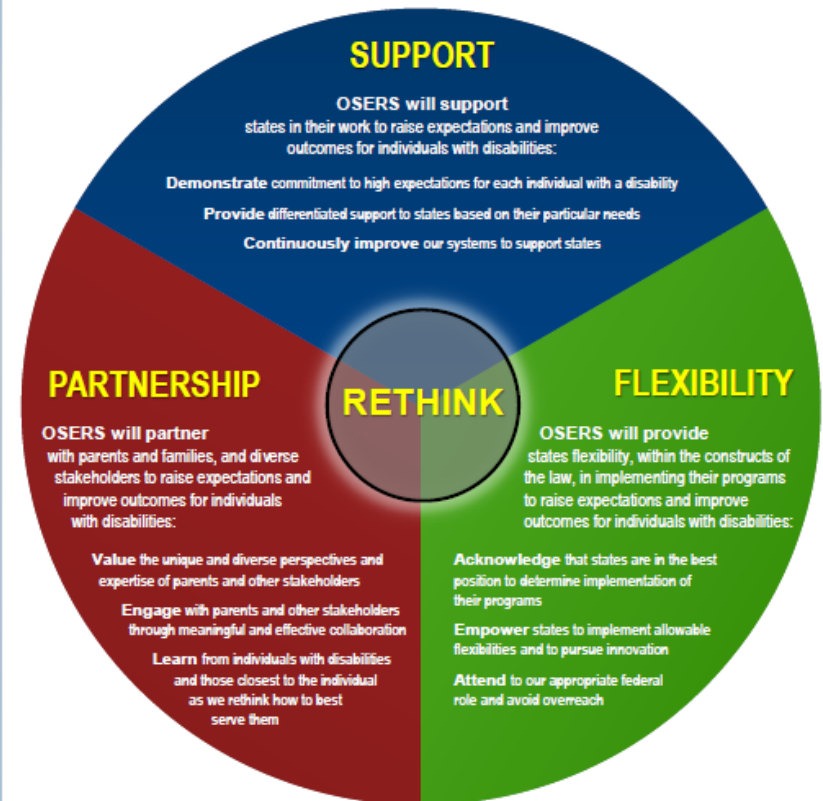 SUPPORT
OSERS will support
states in their work to raise expectations and improve
outcomes for individuals with disabilities:
Demonstrate commitment to high expectations for each individual with a disability
Provide differentiated support to states based on their particular needs
Continuously improve our systems to support states
RETHINK
PARTNERSHIP
OSERS will partner
with parents and families, and diverse
stakeholders to raise expectations and
improve outcomes for individuals
with disabilities:
Value the unique and diverse perspectives and
expertise of parents and other stakeholders
Engage with parents and other stakeholders
through meaningful and effective collaboration
Learn from individuals with disabilities
and those closest to the individual
as we rethink how to best
serve them
FLEXIBILITY
OSERS will provide
states flexibility, within the constructs of
the law, in implementing their programs
to raise expectations and improve
outcomes for individuals with disabilities:
Acknowledge that states are in the best
position to determine implementation of
their programs
Empower states to implement allowable
flexibilities and to pursue innovation
Attend to our appropriate federal
role and avoid overreach